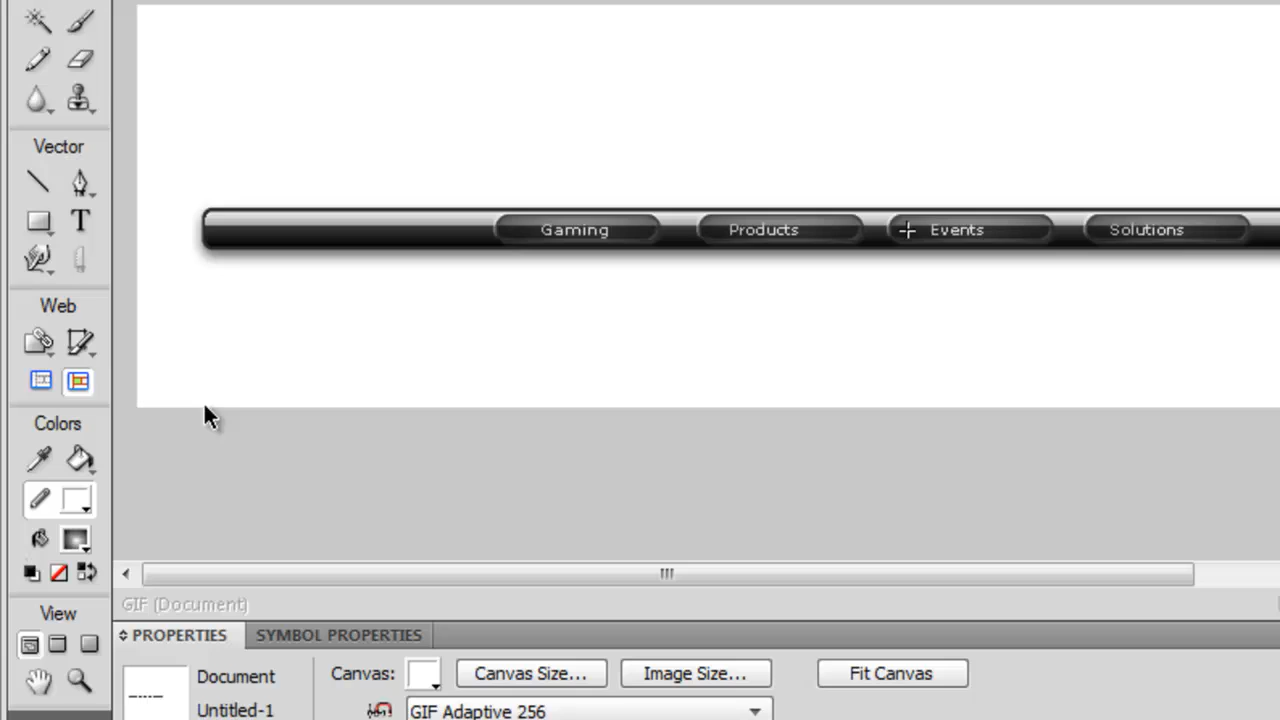 Vector
T
Gaming Products Events Solutions
Web
Colors
View
GIF (Document)
PROPERTIES SYMBOL PROPERTIES
Document Canvas: Canvas Size... Image Size... Fit Canvas
Untitled-1 GIF Adaptive 256